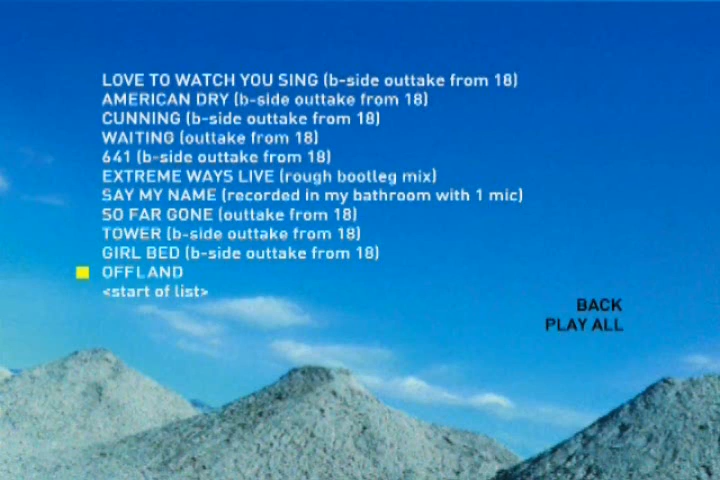 LOVE TO WATCH YOU SING (b-side outtake from 18)
AMERICAN DRY (b-side outtake from 18)
CUNNING (b-side outtake from 18)
WAITING (outtake from 18)
641 (b-side outtake from 18)
EXTREME WAYS LIVE (rough bootleg mix)
SAY MY NAME (recorded in my bathroom with 1 mic)
SO FAR GONE (outtake from 18)
TOWER (b-side outtake from 18)
GIRL BED (b-side outtake from 18)
OFFLAND
<start of list>
BACK
PLAY ALL